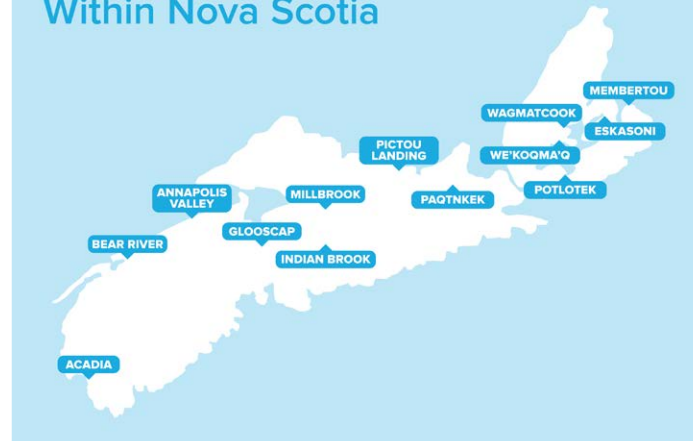 Within Nova Scotia
MEMBERTOU
WAGMATCOOK
ESKASONI
PICTOU
LANDING
WE'KOQMA'Q
POTLOTEK
ANNAPOLIS
VALLEY
MILLBROOK
PAQTNKEK
GLOOSCAP
BEAR RIVER
INDIAN BROOK
ACADIA